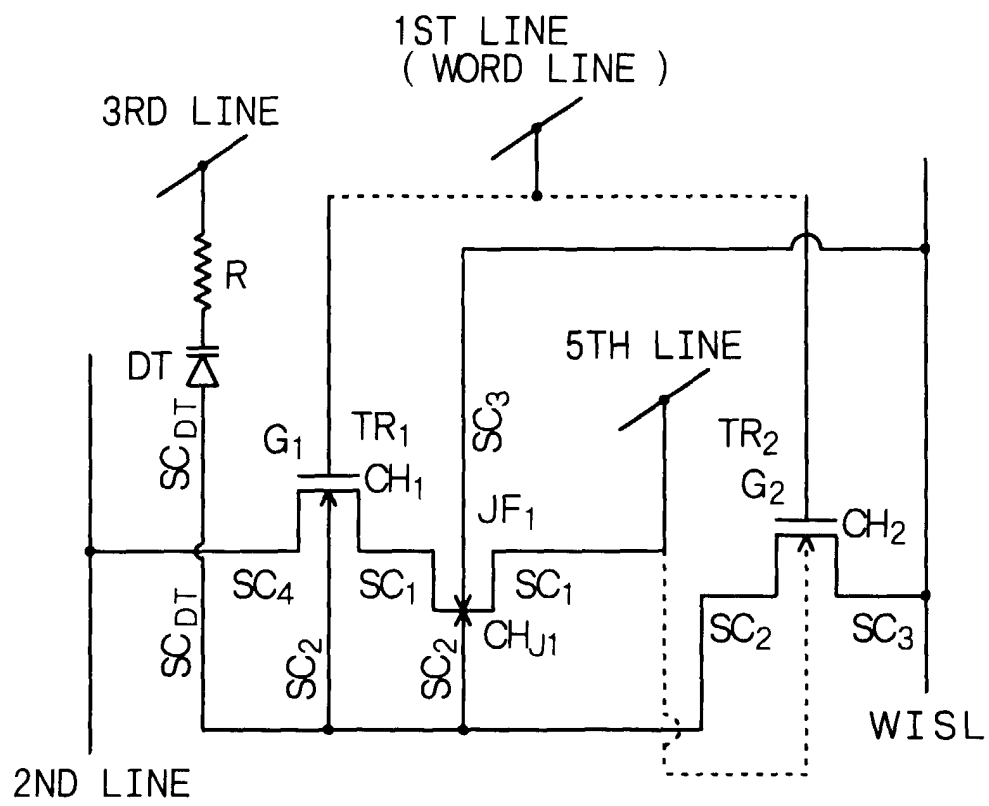 1ST LINE
( WORD LINE )
3RD LINE
R
5TH LINE
DT
SC3
TR1
TR2
SCDT
G1
CH1
G2
JF1
CH2
SC4
SC1
SC1
SCDT
SC2
SC2
CHJ1
SC2
SC3
WISL
2ND LINE